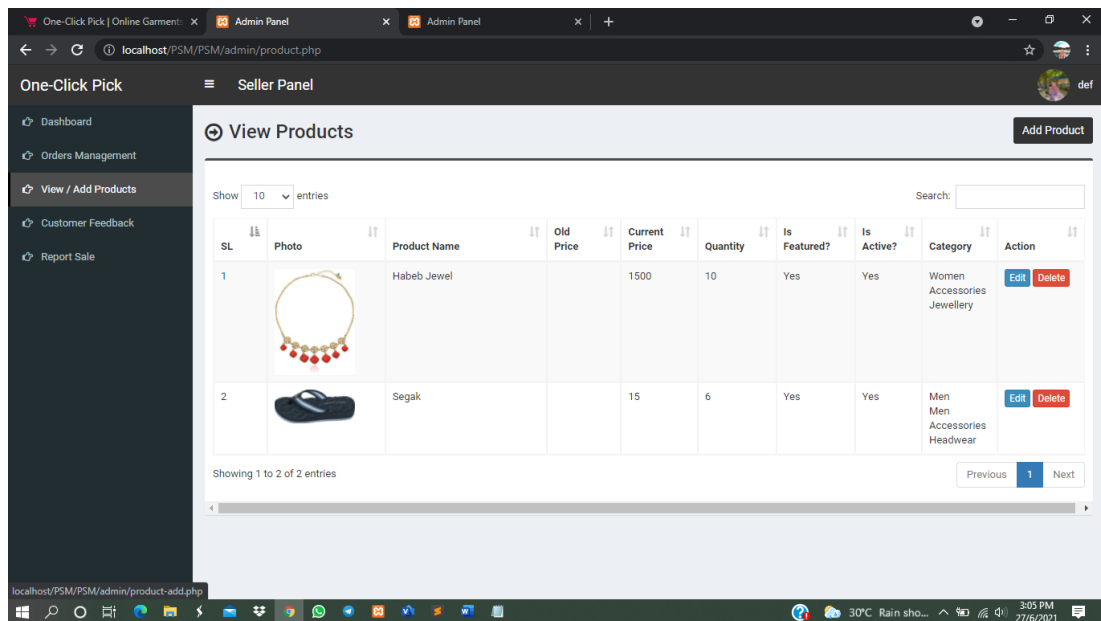 One-Click Pick | Online Garments
Admin Panel
Admin Panel
localhost/PSM/PSM/admin/product.php
One-Click Pick
Seller Panel
def
Dashboard
Orders Management
View / Add Products
Customer Feedback
Report Sale
View Products
Add Product
Show 10 entries
Search:
SL Photo Product Name Old Price Current Price Quantity Is Featured? Is Active? Category Action
1 Habeb Jewel 1500 10 Yes Yes Women Edit Delete
Accessories
Jewellery
2 Segak 15 6 Yes Yes Men Edit Delete
Men
Accessories
Headwear
Showing 1 to 2 of 2 entries
Previous 1 Next
localhost/PSM/PSM/admin/product-add.php
30°C Rain sho...
3:05 PM
27/6/2021